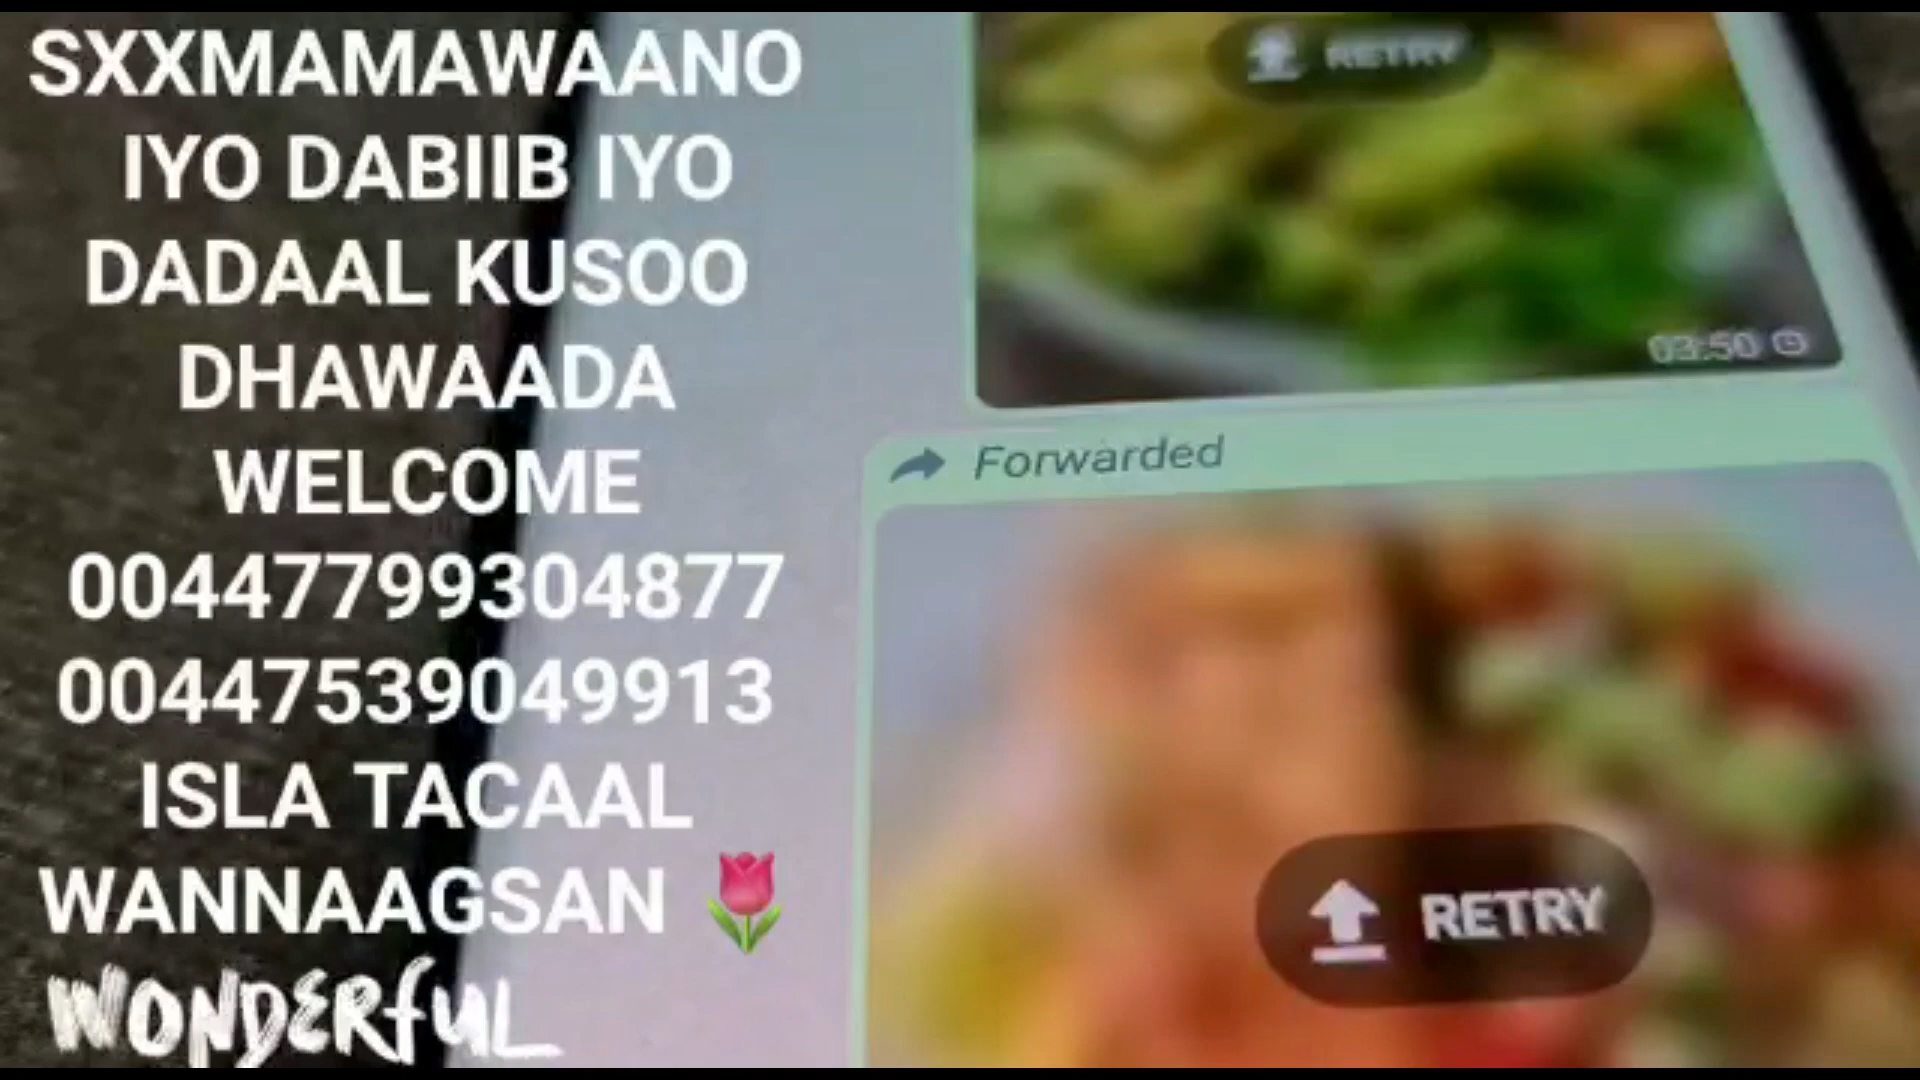 SXXMAMAWAANO
IYO DABIIB IYO
DADAAL KUSOO
DHAWAADA
WELCOME
00447799304877
00447539049913
ISLA TACAAL
WANNAAGSAN 🌷
WONDERFUL
RETRY
03:50
Forwarded
RETRY